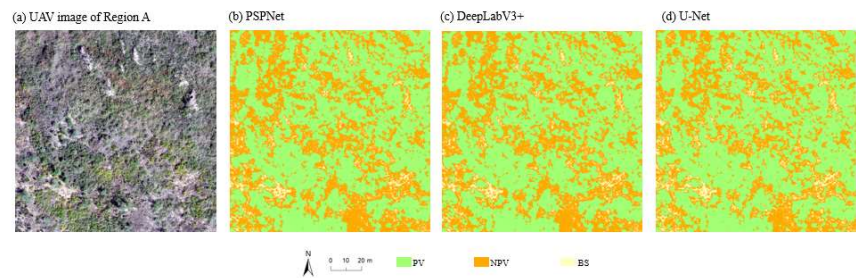 (a) UAV image of Region A
(b) PSPNet
(c) DeepLabV3+
(d) U-Net
N
0 10 20 m
PV
NPV
BS